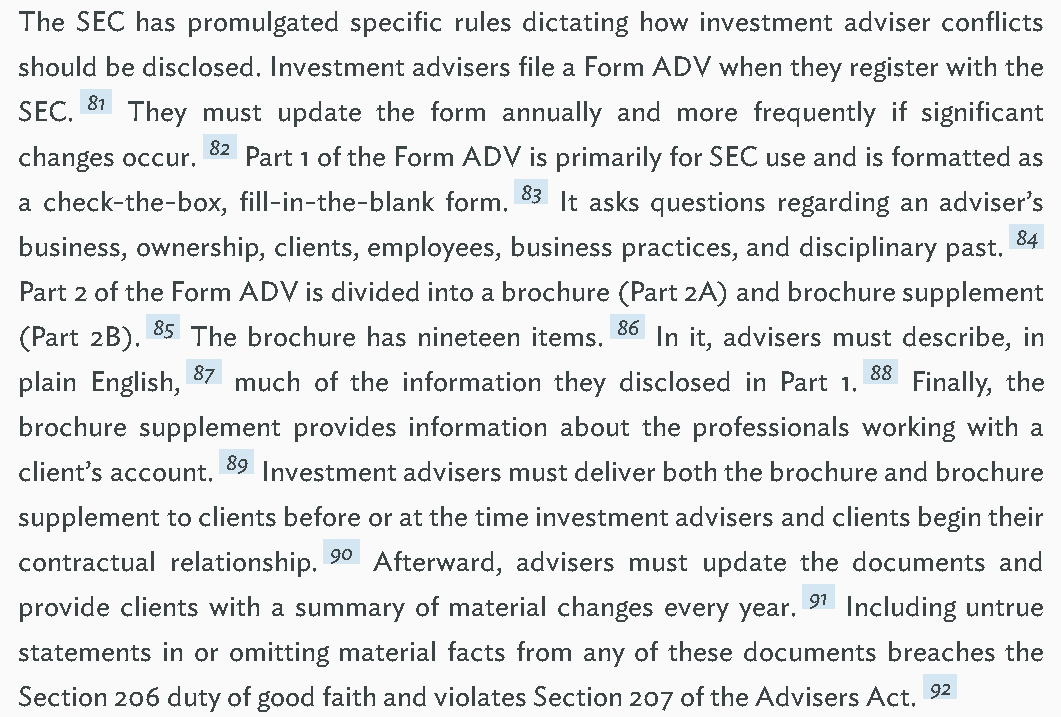 The SEC has promulgated specific rules dictating how investment adviser conflicts
should be disclosed. Investment advisers file a Form ADV when they register with the
SEC. 81 They must update the form annually and more frequently if significant
changes occur. 82 Part 1 of the Form ADV is primarily for SEC use and is formatted as
a check-the-box, fill-in-the-blank form. 83 It asks questions regarding an adviser's
business, ownership, clients, employees, business practices, and disciplinary past. 84
Part 2 of the Form ADV is divided into a brochure (Part 2A) and brochure supplement
(Part 2B). 85 The brochure has nineteen items. 86 In it, advisers must describe, in
plain English, 87 much of the information they disclosed in Part 1. 88 Finally, the
brochure supplement provides information about the professionals working with a
client's account. 89 Investment advisers must deliver both the brochure and brochure
supplement to clients before or at the time investment advisers and clients begin their
contractual relationship. 90 Afterward, advisers must update the documents and
provide clients with a summary of material changes every year. 91 Including untrue
statements in or omitting material facts from any of these documents breaches the
Section 206 duty of good faith and violates Section 207 of the Advisers Act. 92